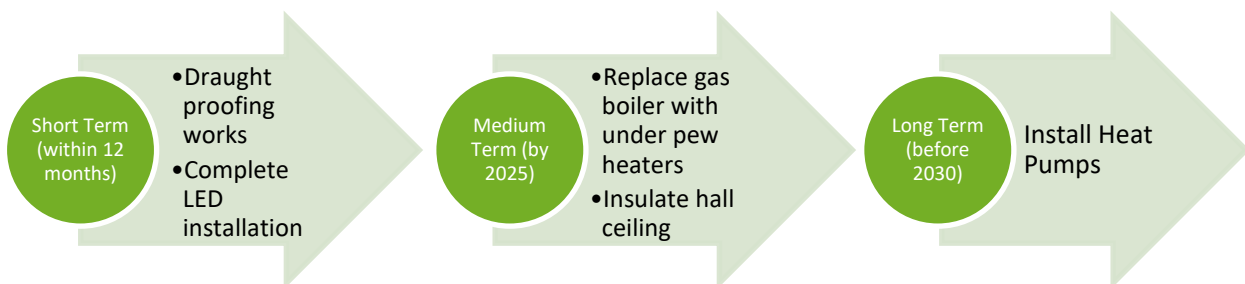 Short Term
(within 12
months)
•Draught
proofing
works
•Complete
LED
installation
Medium
Term (by
2025)
•Replace gas
boiler with
under pew
heaters
•Insulate hall
ceiling
Long Term
(before
2030)
Install Heat
Pumps